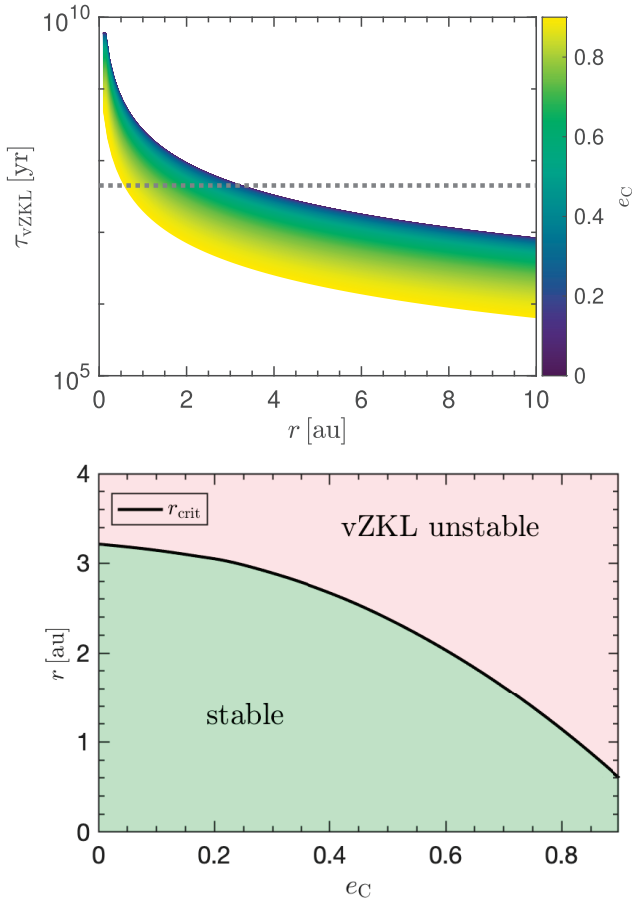 10^10
10^5
τ_vZKL [yr]
0 2 4 6 8 10
r [au]
0.8
0.6
0.4
0.2
0
e_C
4
3
2
1
0
r [au]
r_crit
vZKL unstable
stable
0 0.2 0.4 0.6 0.8
e_C